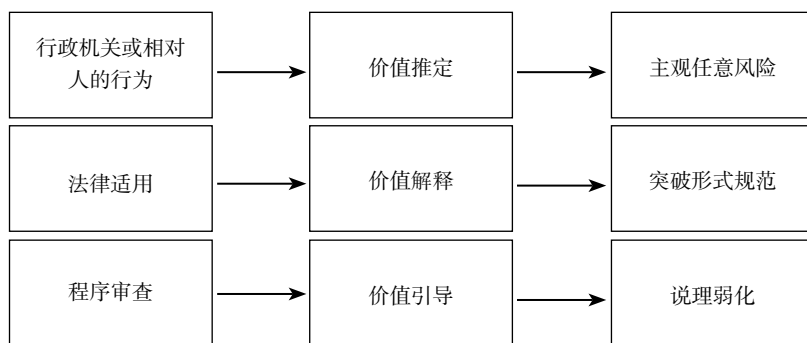 行政机关或相对
人的行为
价值推定
主观任意风险
法律适用
价值解释
突破形式规范
程序审查
价值引导
说理弱化